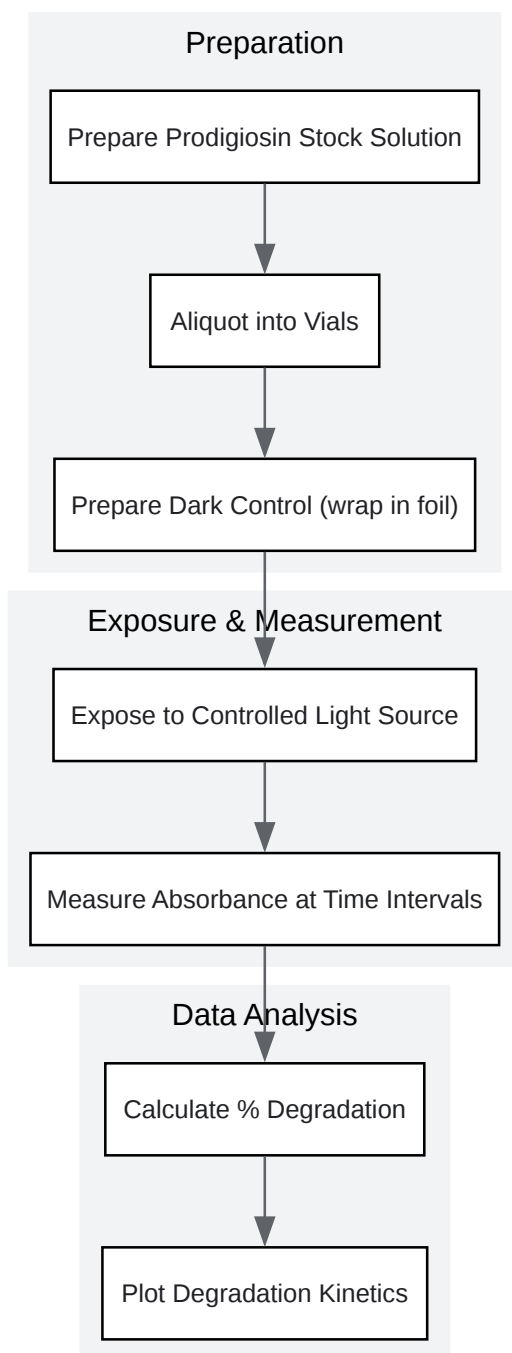 Preparation
Prepare Prodigiosin Stock Solution
Aliquot into Vials
Prepare Dark Control (wrap in foil)
Exposure & Measurement
Expose to Controlled Light Source
Measure Absorbance at Time Intervals
Data Analysis
Calculate % Degradation
Plot Degradation Kinetics